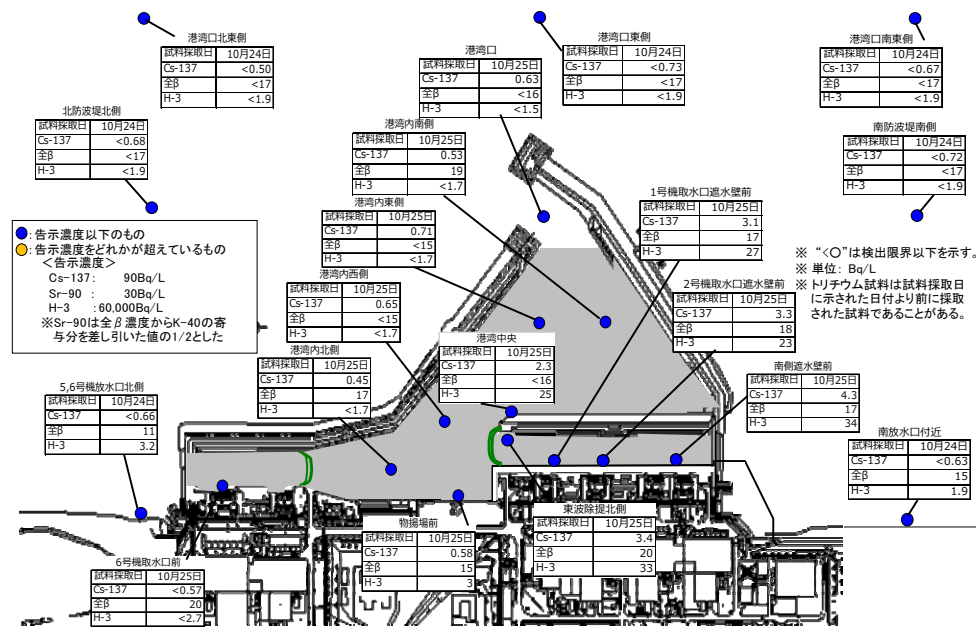 港湾口北東側
試料採取日 10月24日
Cs-137 <0.50
全β <17
H-3 <1.9
港湾口
試料採取日 10月25日
Cs-137 0.63
全β <16
H-3 <1.5
港湾口東側
試料採取日 10月24日
Cs-137 <0.73
全β <17
H-3 <1.9
港湾口南東側
試料採取日 10月24日
Cs-137 <0.67
全β <17
H-3 <1.9
北防波堤北側
試料採取日 10月24日
Cs-137 <0.68
全β <17
H-3 <1.9
港湾内南側
試料採取日 10月25日
Cs-137 0.53
全β 19
H-3 <1.7
南防波堤南側
試料採取日 10月24日
Cs-137 <0.72
全β <17
H-3 <1.9
1号機取水口遮水壁前
試料採取日 10月25日
Cs-137 3.1
全β 17
H-3 27
港湾内東側
試料採取日 10月25日
Cs-137 0.71
全β <15
H-3 <1.7
:告示濃度以下のもの
:告示濃度をどれかが超えているもの
<告示濃度>
Cs-137: 90Bq/L
Sr-90 : 30Bq/L
H-3 :60,000Bq/L
※Sr-90は全β濃度からK-40の寄
与分を差し引いた値の1/2とした
※ “<○”は検出限界以下を示す。
※ 単位: Bq/L
※ トリチウム試料は試料採取日
に示された日付より前に採取
された試料であることがある。
港湾内西側
試料採取日 10月25日
Cs-137 0.65
全β <15
H-3 <1.7
2号機取水口遮水壁前
試料採取日 10月25日
Cs-137 3.3
全β 18
H-3 23
港湾中央
試料採取日 10月25日
Cs-137 2.3
全β <16
H-3 25
港湾内北側
試料採取日 10月25日
Cs-137 0.45
全β 17
H-3 <1.7
南側遮水壁前
試料採取日 10月25日
Cs-137 4.3
全β 17
H-3 34
5,6号機放水口北側
試料採取日 10月24日
Cs-137 <0.66
全β 11
H-3 3.2
南放水口付近
試料採取日 10月24日
Cs-137 <0.63
全β 15
H-3 1.9
東波除提北側
試料採取日 10月25日
Cs-137 3.4
全β 20
H-3 33
物揚場前
試料採取日 10月25日
Cs-137 0.58
全β 15
H-3 3
6号機取水口前
試料採取日 10月25日
Cs-137 <0.57
全β 20
H-3 <2.7